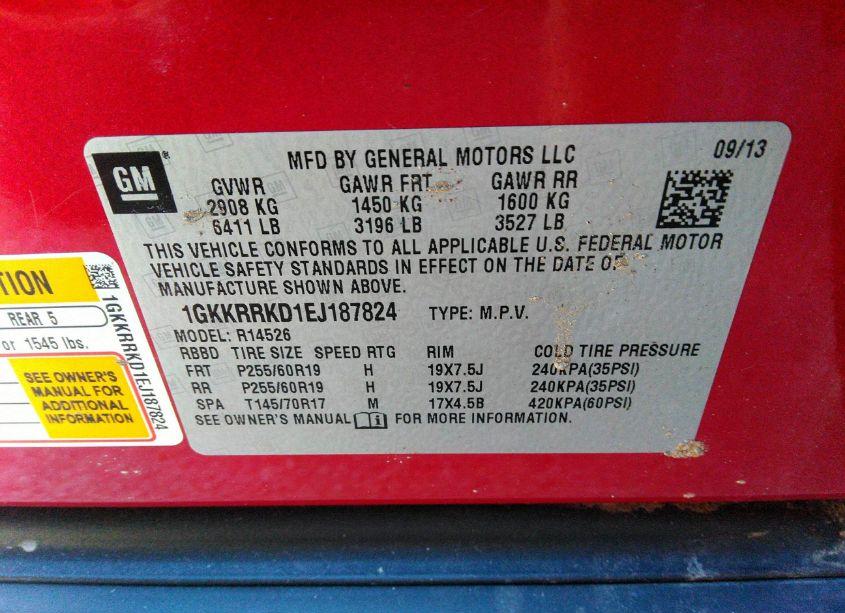 GM
MFD BY GENERAL MOTORS LLC 09/13
GVWR GAWR FRT GAWR RR
2908 KG 1450 KG 1600 KG
6411 LB 3196 LB 3527 LB
THIS VEHICLE CONFORMS TO ALL APPLICABLE U.S. FEDERAL MOTOR
VEHICLE SAFETY STANDARDS IN EFFECT ON THE DATE OF
MANUFACTURE SHOWN ABOVE.
1GKKRRKD1EJ187824 TYPE: M.P.V.
MODEL: R14526
RBBD TIRE SIZE SPEED RTG RIM COLD TIRE PRESSURE
FRT P255/60R19 H 19X7.5J 240KPA(35PSI)
RR P255/60R19 H 19X7.5J 240KPA(35PSI)
SPA T145/70R17 M 17X4.5B 420KPA(60PSI)
SEE OWNER'S MANUAL FOR MORE INFORMATION.
REAR 5
or 1545 lbs.
SEE OWNER'S
MANUAL FOR
ADDITIONAL
INFORMATION
1GKKRRKD1EJ187824